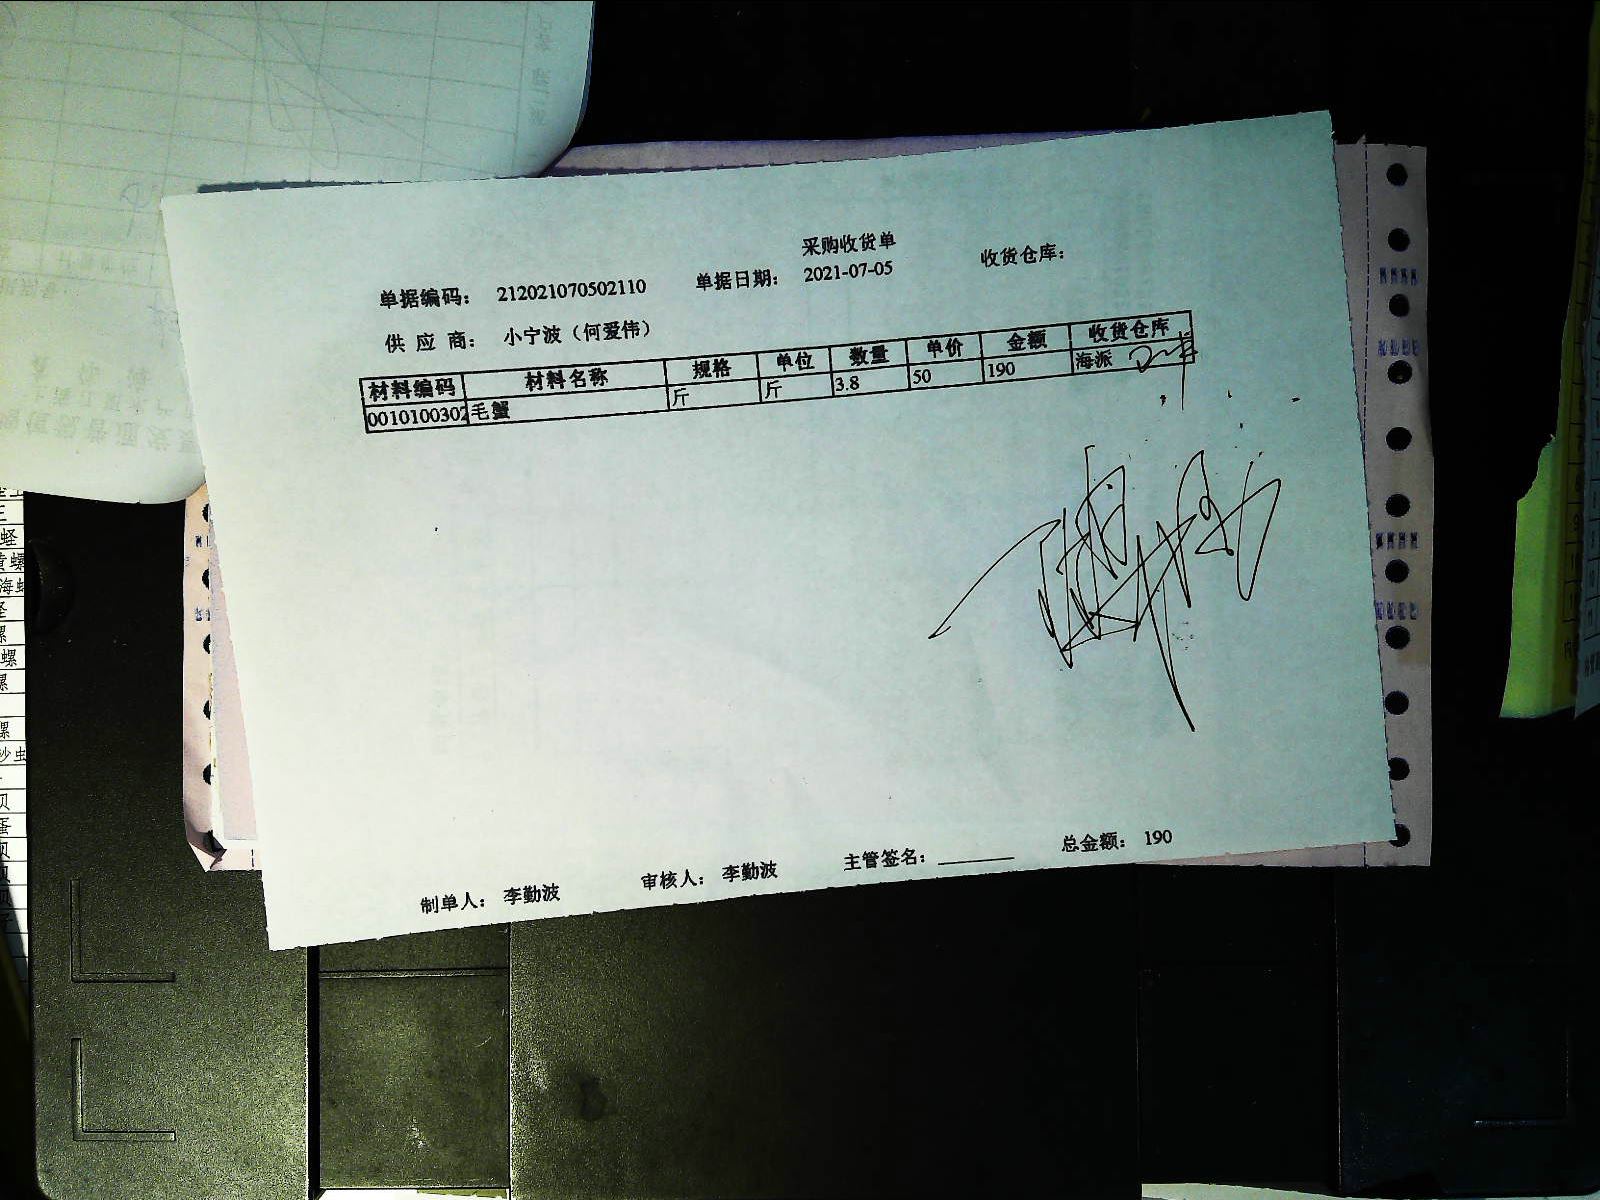 采购收货单
单据编码： 212021070502110 单据日期： 2021-07-05 收货仓库：
供 应 商： 小宁波（何爱伟）
材料编码 材料名称 规格 单位 数量 单价 金额 收货仓库
0010100302 毛蟹 斤 斤 3.8 50 190 海派
制单人： 李勤波 审核人： 李勤波 主管签名： 总金额： 190